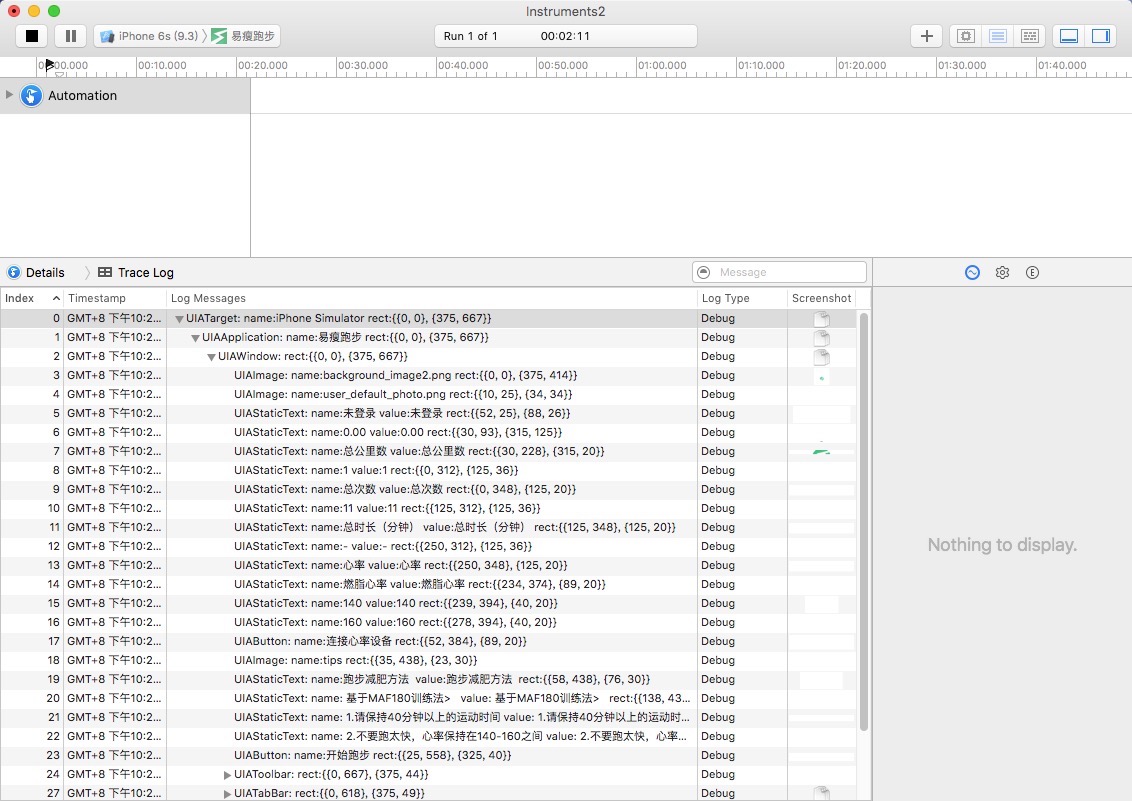 Instruments2
iPhone 6s (9.3) 易瘦跑步
Run 1 of 1 00:02:11
00:00.000 00:10.000 00:20.000 00:30.000 00:40.000 00:50.000 01:00.000 01:10.000 01:20.000 01:30.000 01:40.000
Automation
Details Trace Log Message E
Index Timestamp Log Messages Log Type Screenshot
0 GMT+8 下午10:2... UIATarget: name:iPhone Simulator rect:{{0, 0}, {375, 667}} Debug
1 GMT+8 下午10:2... UIAApplication: name:易瘦跑步 rect:{{0, 0}, {375, 667}} Debug
2 GMT+8 下午10:2... UIAWindow: rect:{{0, 0}, {375, 667}} Debug
3 GMT+8 下午10:2... UIAImage: name:background_image2.png rect:{{0, 0}, {375, 414}} Debug
4 GMT+8 下午10:2... UIAImage: name:user_default_photo.png rect:{{10, 25}, {34, 34}} Debug
5 GMT+8 下午10:2... UIAStaticText: name:未登录 value:未登录 rect:{{52, 25}, {88, 26}} Debug
6 GMT+8 下午10:2... UIAStaticText: name:0.00 value:0.00 rect:{{30, 93}, {315, 125}} Debug
7 GMT+8 下午10:2... UIAStaticText: name:总公里数 value:总公里数 rect:{{30, 228}, {315, 20}} Debug
8 GMT+8 下午10:2... UIAStaticText: name:1 value:1 rect:{{0, 312}, {125, 36}} Debug
9 GMT+8 下午10:2... UIAStaticText: name:总次数 value:总次数 rect:{{0, 348}, {125, 20}} Debug
10 GMT+8 下午10:2... UIAStaticText: name:11 value:11 rect:{{125, 312}, {125, 36}} Debug
11 GMT+8 下午10:2... UIAStaticText: name:总时长（分钟） value:总时长（分钟） rect:{{125, 348}, {125, 20}} Debug
12 GMT+8 下午10:2... UIAStaticText: name:- value:- rect:{{250, 312}, {125, 36}} Debug
13 GMT+8 下午10:2... UIAStaticText: name:心率 value:心率 rect:{{250, 348}, {125, 20}} Debug
14 GMT+8 下午10:2... UIAStaticText: name:燃脂心率 value:燃脂心率 rect:{{234, 374}, {89, 20}} Debug
15 GMT+8 下午10:2... UIAStaticText: name:140 value:140 rect:{{239, 394}, {40, 20}} Debug
16 GMT+8 下午10:2... UIAStaticText: name:160 value:160 rect:{{278, 394}, {40, 20}} Debug
17 GMT+8 下午10:2... UIAButton: name:连接心率设备 rect:{{52, 384}, {89, 20}} Debug
18 GMT+8 下午10:2... UIAImage: name:tips rect:{{35, 438}, {23, 30}} Debug
19 GMT+8 下午10:2... UIAStaticText: name:跑步减肥方法 value:跑步减肥方法 rect:{{58, 438}, {76, 30}} Debug
20 GMT+8 下午10:2... UIAStaticText: name: 基于MAF180训练法> value: 基于MAF180训练法> rect:{{138, 43... Debug
21 GMT+8 下午10:2... UIAStaticText: name: 1.请保持40分钟以上的运动时间 value: 1.请保持40分钟以上的运动时... Debug
22 GMT+8 下午10:2... UIAStaticText: name: 2.不要跑太快，心率保持在140-160之间 value: 2.不要跑太快，心率... Debug
23 GMT+8 下午10:2... UIAButton: name:开始跑步 rect:{{25, 558}, {325, 40}} Debug
24 GMT+8 下午10:2... UIAToolbar: rect:{{0, 667}, {375, 44}} Debug
27 GMT+8 下午10:2... UIATabBar: rect:{{0, 618}, {375, 49}} Debug
Nothing to display.